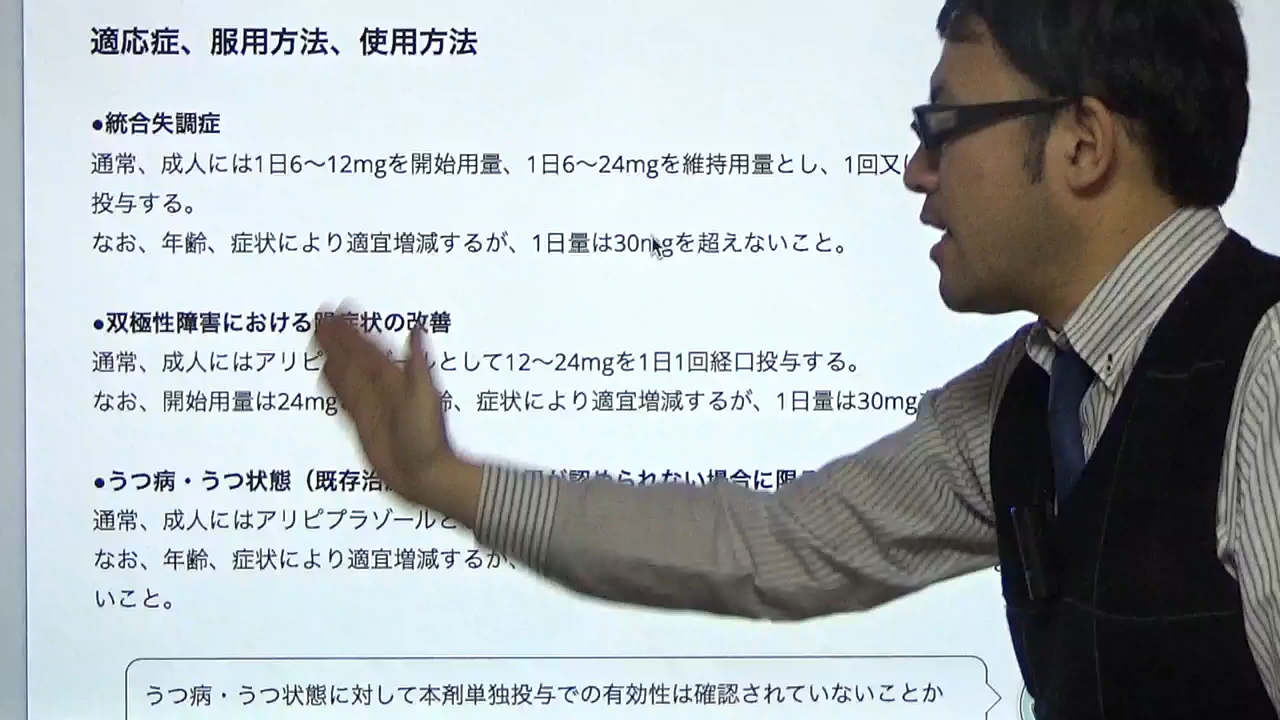 適応症、服用方法、使用方法
●統合失調症
通常、成人には1日6～12mgを開始用量、1日6～24mgを維持用量とし、1回又は
投与する。
なお、年齢、症状により適宜増減するが、1日量は30mgを超えないこと。
●双極性障害における躁症状の改善
通常、成人にはアリピプラゾールとして12～24mgを1日1回経口投与する。
なお、開始用量は24mg 齢、症状により適宜増減するが、1日量は30mg
●うつ病・うつ状態（既存治 が認められない場合に限
通常、成人にはアリピプラゾールと
なお、年齢、症状により適宜増減するが、
いこと。
うつ病・うつ状態に対して本剤単独投与での有効性は確認されていないことか